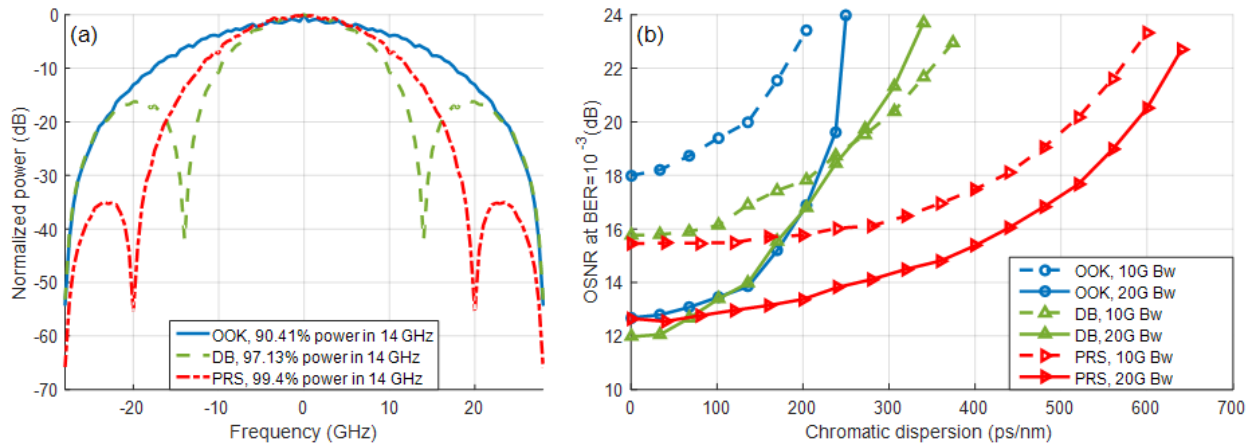 (a)
Normalized power (dB)
0
-10
-20
-30
-40
-50
-60
-70
OOK, 90.41% power in 14 GHz
DB, 97.13% power in 14 GHz
PRS, 99.4% power in 14 GHz
-20
-10
0
10
20
Frequency (GHz)
(b)
OSNR at BER=10^-3(dB)
24
22
20
18
16
14
12
10
OOK, 10G Bw
OOK, 20G Bw
DB, 10G Bw
DB, 20G Bw
PRS, 10G Bw
PRS, 20G Bw
0
100
200
300
400
500
600
700
Chromatic dispersion (ps/nm)